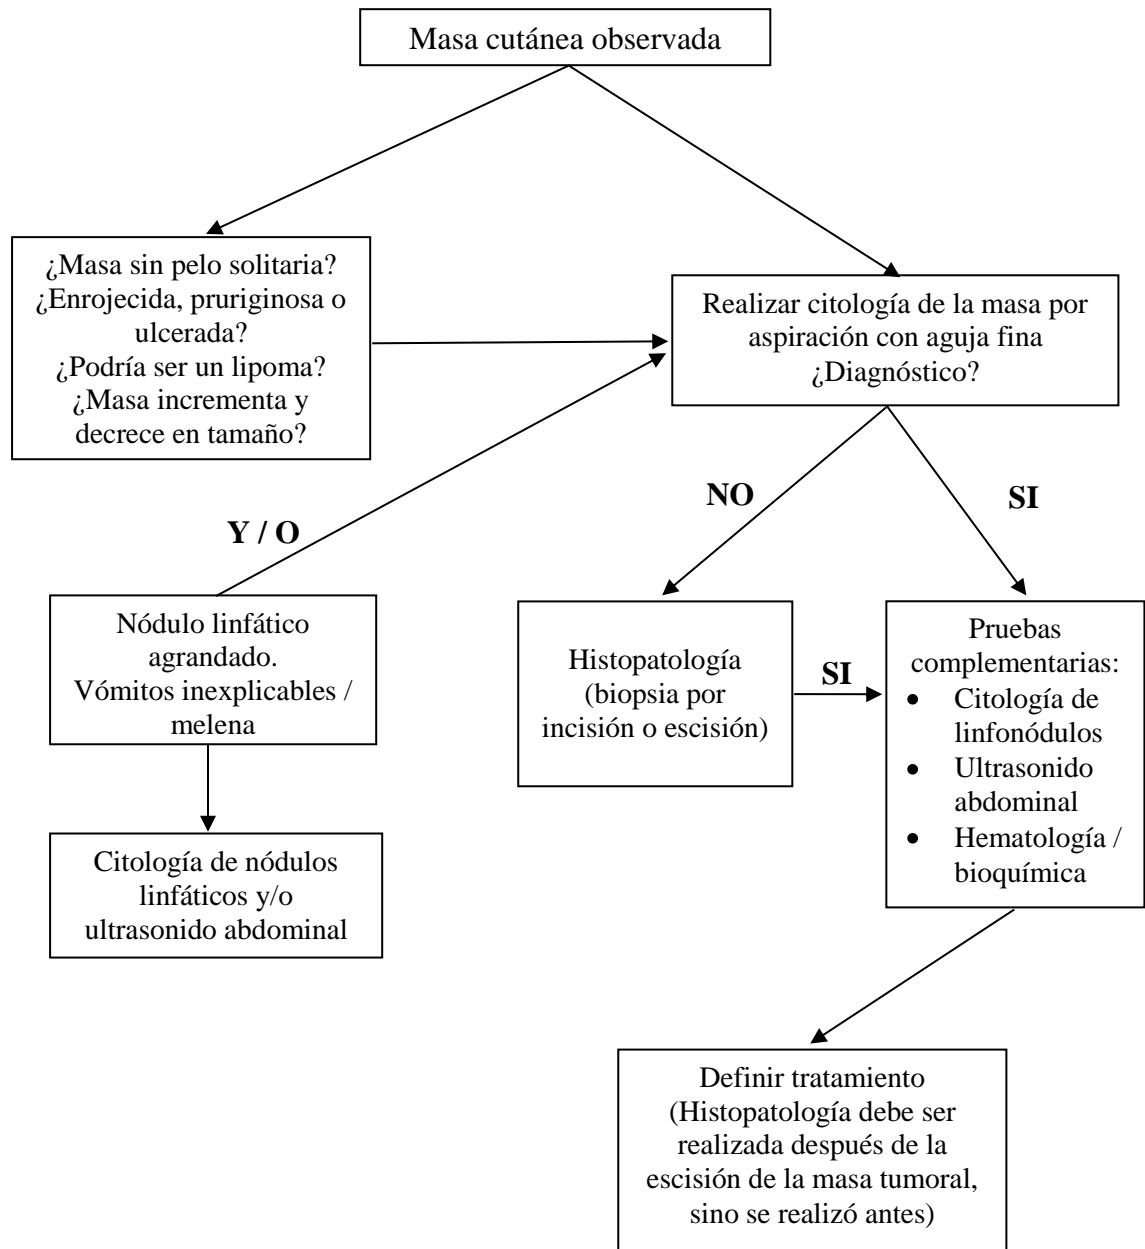 Masa cutánea observada
¿Masa sin pelo solitaria?
¿Enrojecida, pruriginosa o
ulcerada?
¿Podría ser un lipoma?
¿Masa incrementa y
decrece en tamaño?
Realizar citología de la masa por
aspiración con aguja fina
¿Diagnóstico?
NO
SI
Y / O
Nódulo linfático
agrandado.
Vómitos inexplicables /
melena
Histopatología
(biopsia por
incisión o escisión)
SI
Pruebas
complementarias:
• Citología de
linfonódulos
• Ultrasonido
abdominal
• Hematología /
bioquímica
Citología de nódulos
linfáticos y/o
ultrasonido abdominal
Definir tratamiento
(Histopatología debe ser
realizada después de la
escisión de la masa tumoral,
sino se realizó antes)